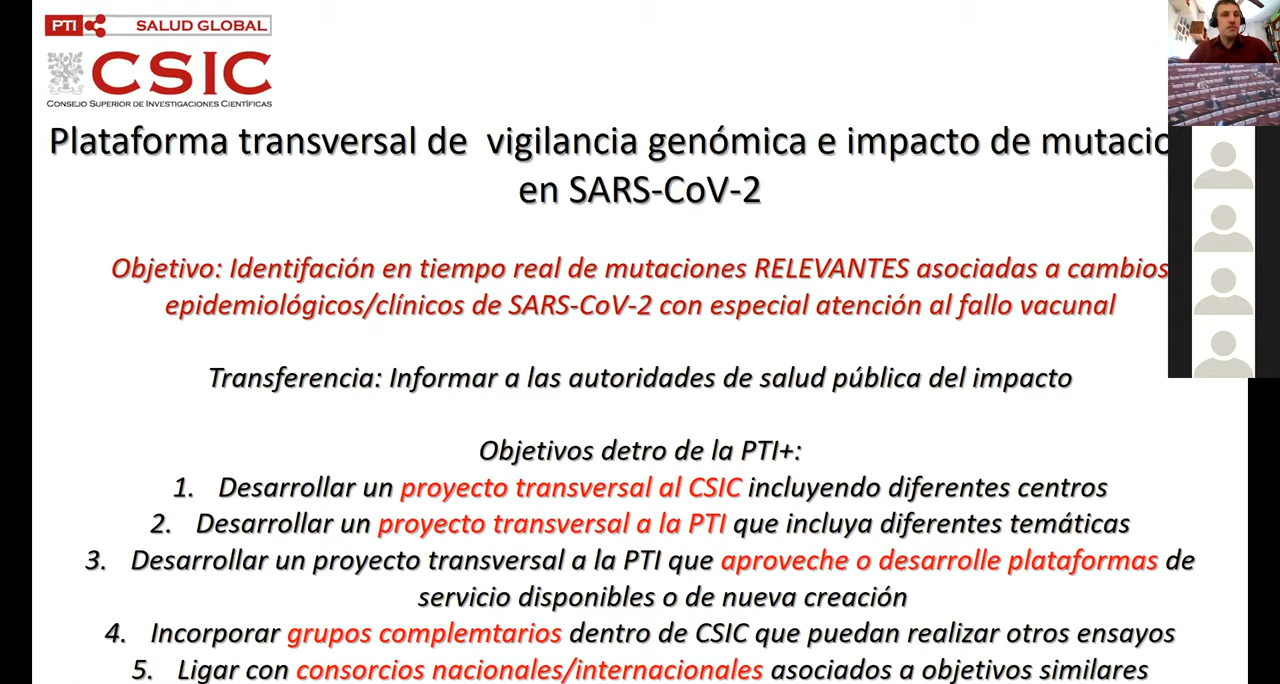 PTI SALUD GLOBAL
CSIC
CONSEJO SUPERIOR DE INVESTIGACIONES CIENTÍFICAS
Plataforma transversal de vigilancia genómica e impacto de mutacio
en SARS-CoV-2
Objetivo: Identifación en tiempo real de mutaciones RELEVANTES asociadas a cambios
epidemiológicos/clínicos de SARS-CoV-2 con especial atención al fallo vacunal
Transferencia: Informar a las autoridades de salud pública del impacto
Objetivos detro de la PTI+:
1. Desarrollar un proyecto transversal al CSIC incluyendo diferentes centros
2. Desarrollar un proyecto transversal a la PTI que incluya diferentes temáticas
3. Desarrollar un proyecto transversal a la PTI que aproveche o desarrolle plataformas de
servicio disponibles o de nueva creación
4. Incorporar grupos complemtarios dentro de CSIC que puedan realizar otros ensayos
5. Ligar con consorcios nacionales/internacionales asociados a objetivos similares